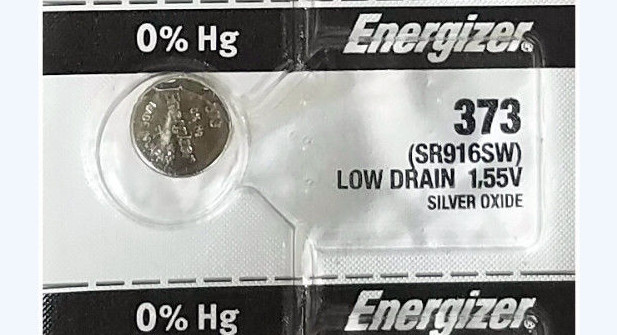 0% Hg
Energizer
373
(SR916SW)
LOW DRAIN 1.55V
SILVER OXIDE
0% Hg
Energizer